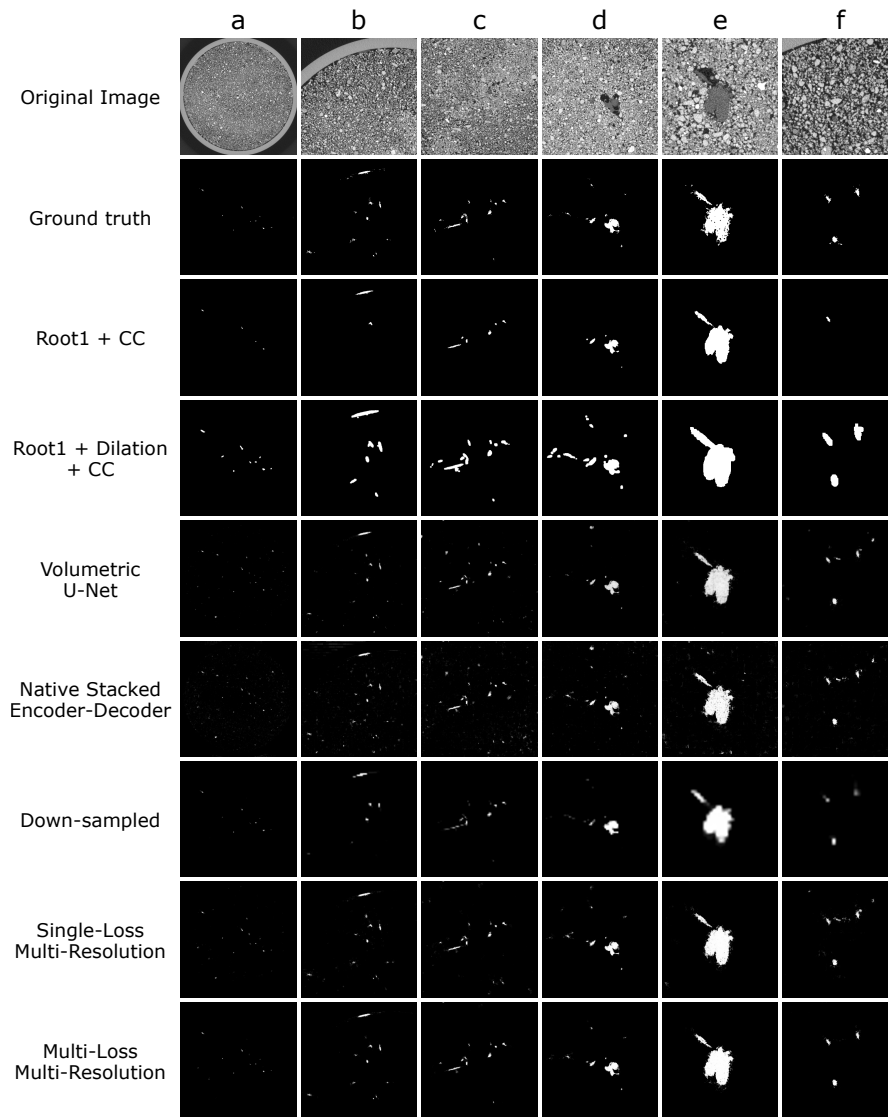 a b c d e f
Original Image
Ground truth
Root1 + CC
Root1 + Dilation
+ CC
Volumetric
U-Net
Native Stacked
Encoder-Decoder
Down-sampled
Single-Loss
Multi-Resolution
Multi-Loss
Multi-Resolution